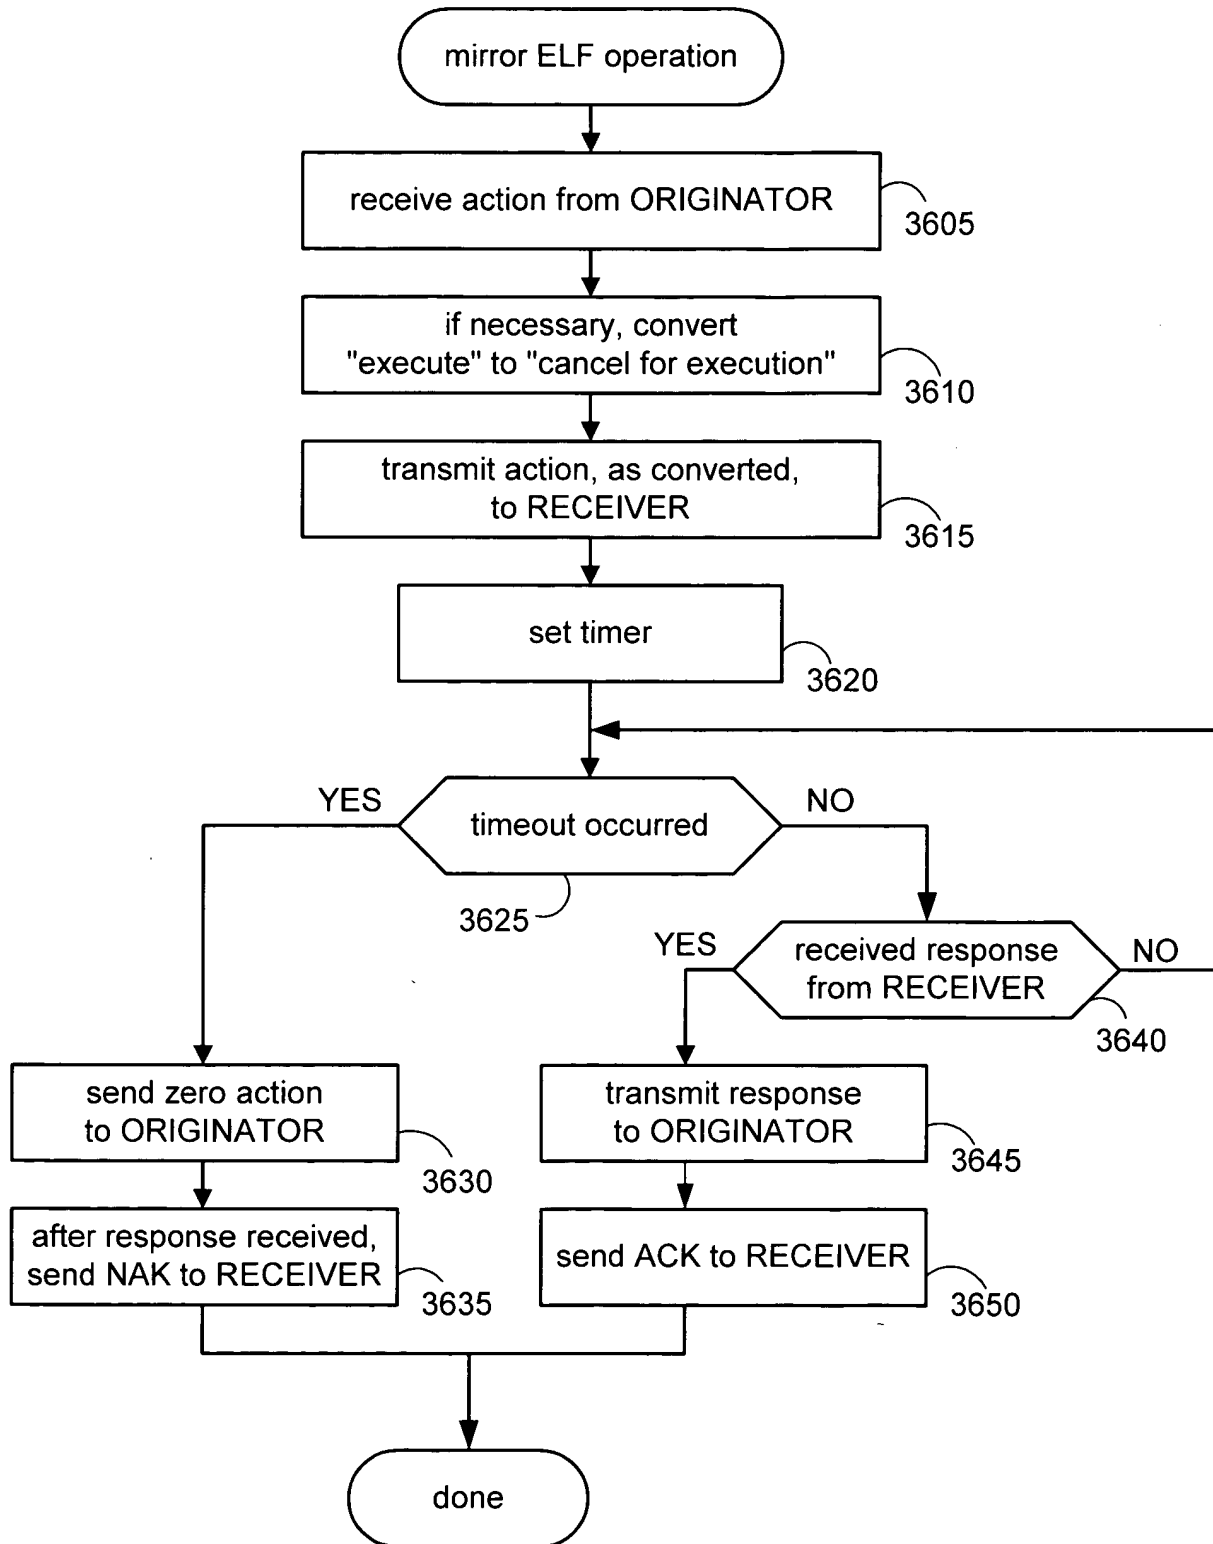 mirror ELF operation
receive action from ORIGINATOR
3605
if necessary, convert
"execute" to "cancel for execution"
3610
transmit action, as converted,
to RECEIVER
3615
set timer
3620
YES
timeout occurred
NO
3625
YES
received response
from RECEIVER
NO
3640
send zero action
to ORIGINATOR
3630
transmit response
to ORIGINATOR
3645
after response received,
send NAK to RECEIVER
3635
send ACK to RECEIVER
3650
done